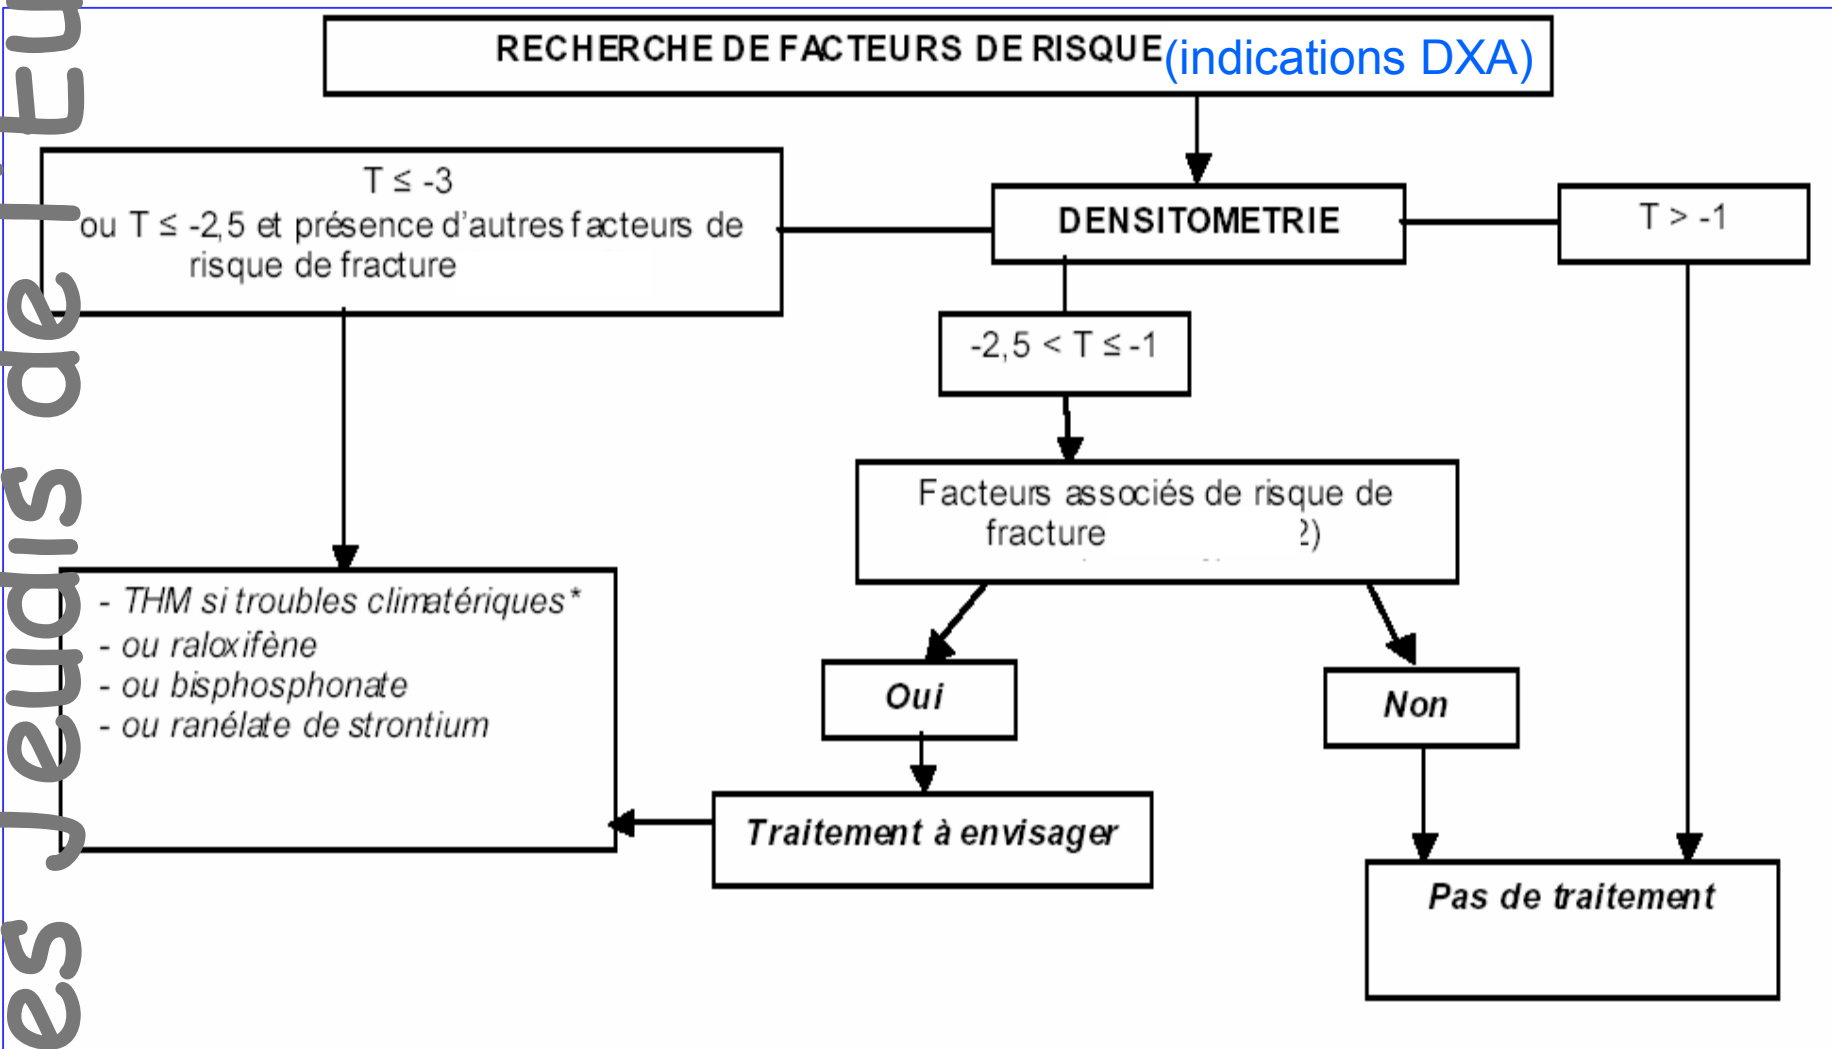 RECHERCHE DE FACTEURS DE RISQUE (indications DXA)
T ≤ -3
ou T ≤ -2,5 et présence d'autres facteurs de
risque de fracture
DENSITOMETRIE
T > -1
-2,5 < T ≤ -1
Facteurs associés de risque de
fracture 2)
- THM si troubles climatériques*
- ou raloxifène
- ou bisphosphonate
- ou ranélate de strontium
Oui
Non
Traitement à envisager
Pas de traitement
es Jeudis de l'Eu